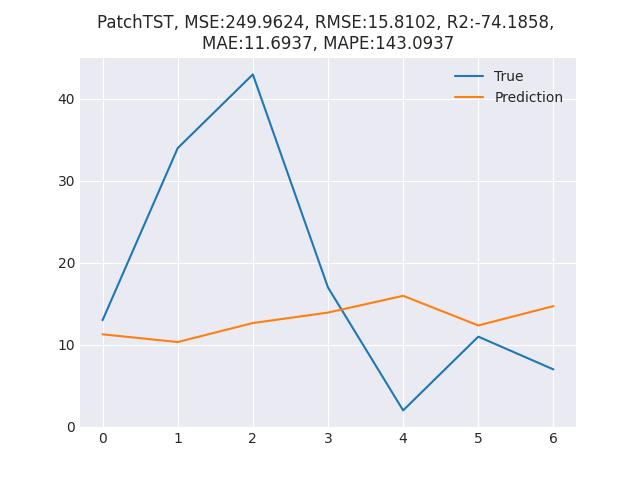 PatchTST, MSE:249.9624, RMSE:15.8102, R2:-74.1858,
MAE:11.6937, MAPE:143.0937
True
Prediction
40
30
20
10
0
0 1 2 3 4 5 6